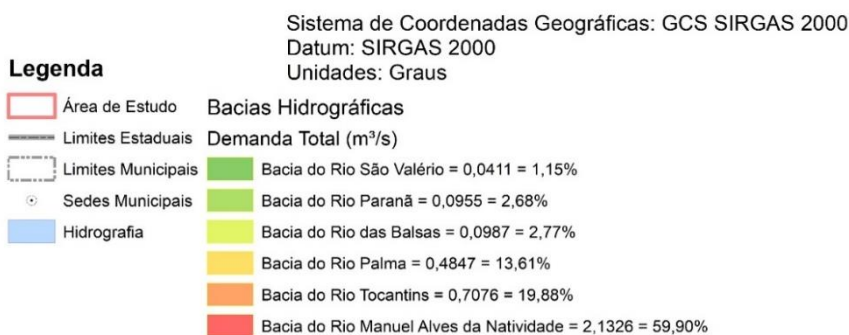 Sistema de Coordenadas Geográficas: GCS SIRGAS 2000
Datum: SIRGAS 2000
Unidades: Graus
Legenda
Área de Estudo
Limites Estaduais
Limites Municipais
Sedes Municipais
Hidrografia
Bacias Hidrográficas
Demanda Total (m³/s)
Bacia do Rio São Valério = 0,0411 = 1,15%
Bacia do Rio Paranã = 0,0955 = 2,68%
Bacia do Rio das Balsas = 0,0987 = 2,77%
Bacia do Rio Palma = 0,4847 = 13,61%
Bacia do Rio Tocantins = 0,7076 = 19,88%
Bacia do Rio Manuel Alves da Natividade = 2,1326 = 59,90%